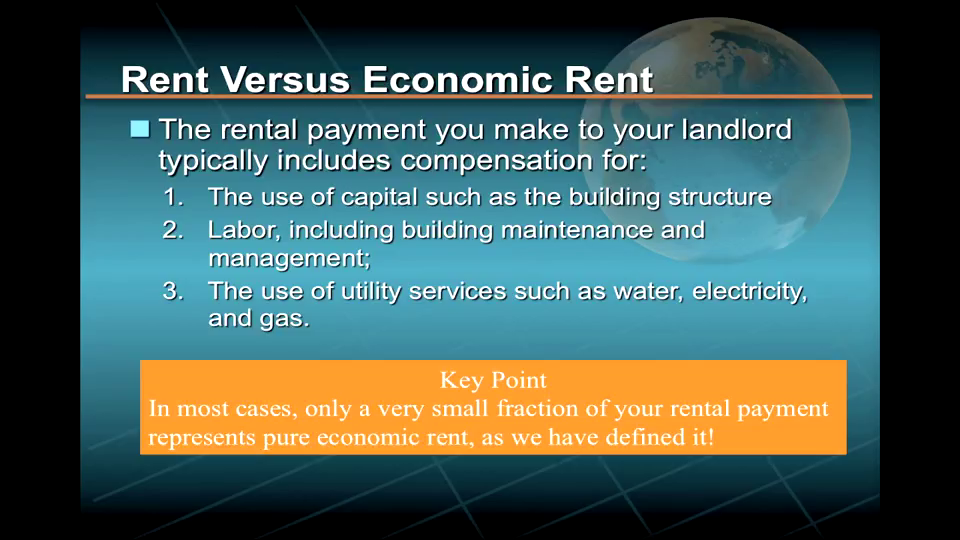 Rent Versus Economic Rent
■ The rental payment you make to your landlord
typically includes compensation for:
1. The use of capital such as the building structure
2. Labor, including building maintenance and
management;
3. The use of utility services such as water, electricity,
and gas.
Key Point
In most cases, only a very small fraction of your rental payment
represents pure economic rent, as we have defined it!